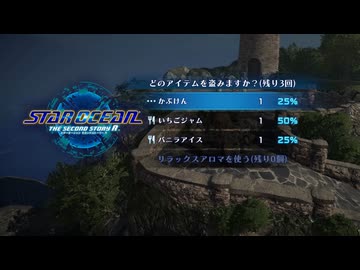 どのアイテムを盗みますか?(残り3回)
… かぶけん 1 25%
いちごジャム 1 50%
バニラアイス 1 25%
リラックスアロマを使う(残り0個)
STAR OCEAN
THE SECOND STORY R